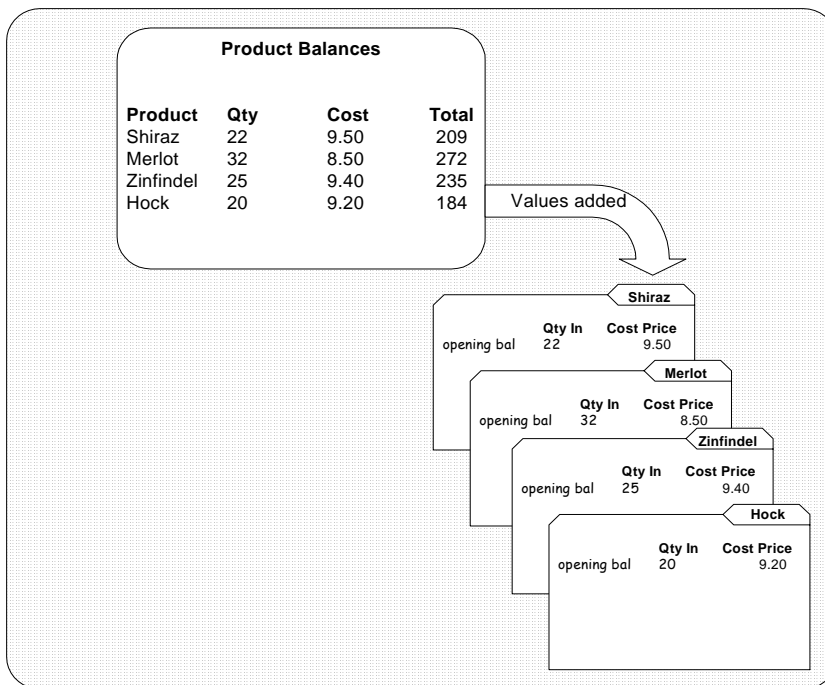 Product Balances
Product Qty Cost Total
Shiraz 22 9.50 209
Merlot 32 8.50 272
Zinfindel 25 9.40 235
Hock 20 9.20 184
Values added
Shiraz
Qty In Cost Price
opening bal 22 9.50
Merlot
Qty In Cost Price
opening bal 32 8.50
Zinfindel
Qty In Cost Price
opening bal 25 9.40
Hock
Qty In Cost Price
opening bal 20 9.20